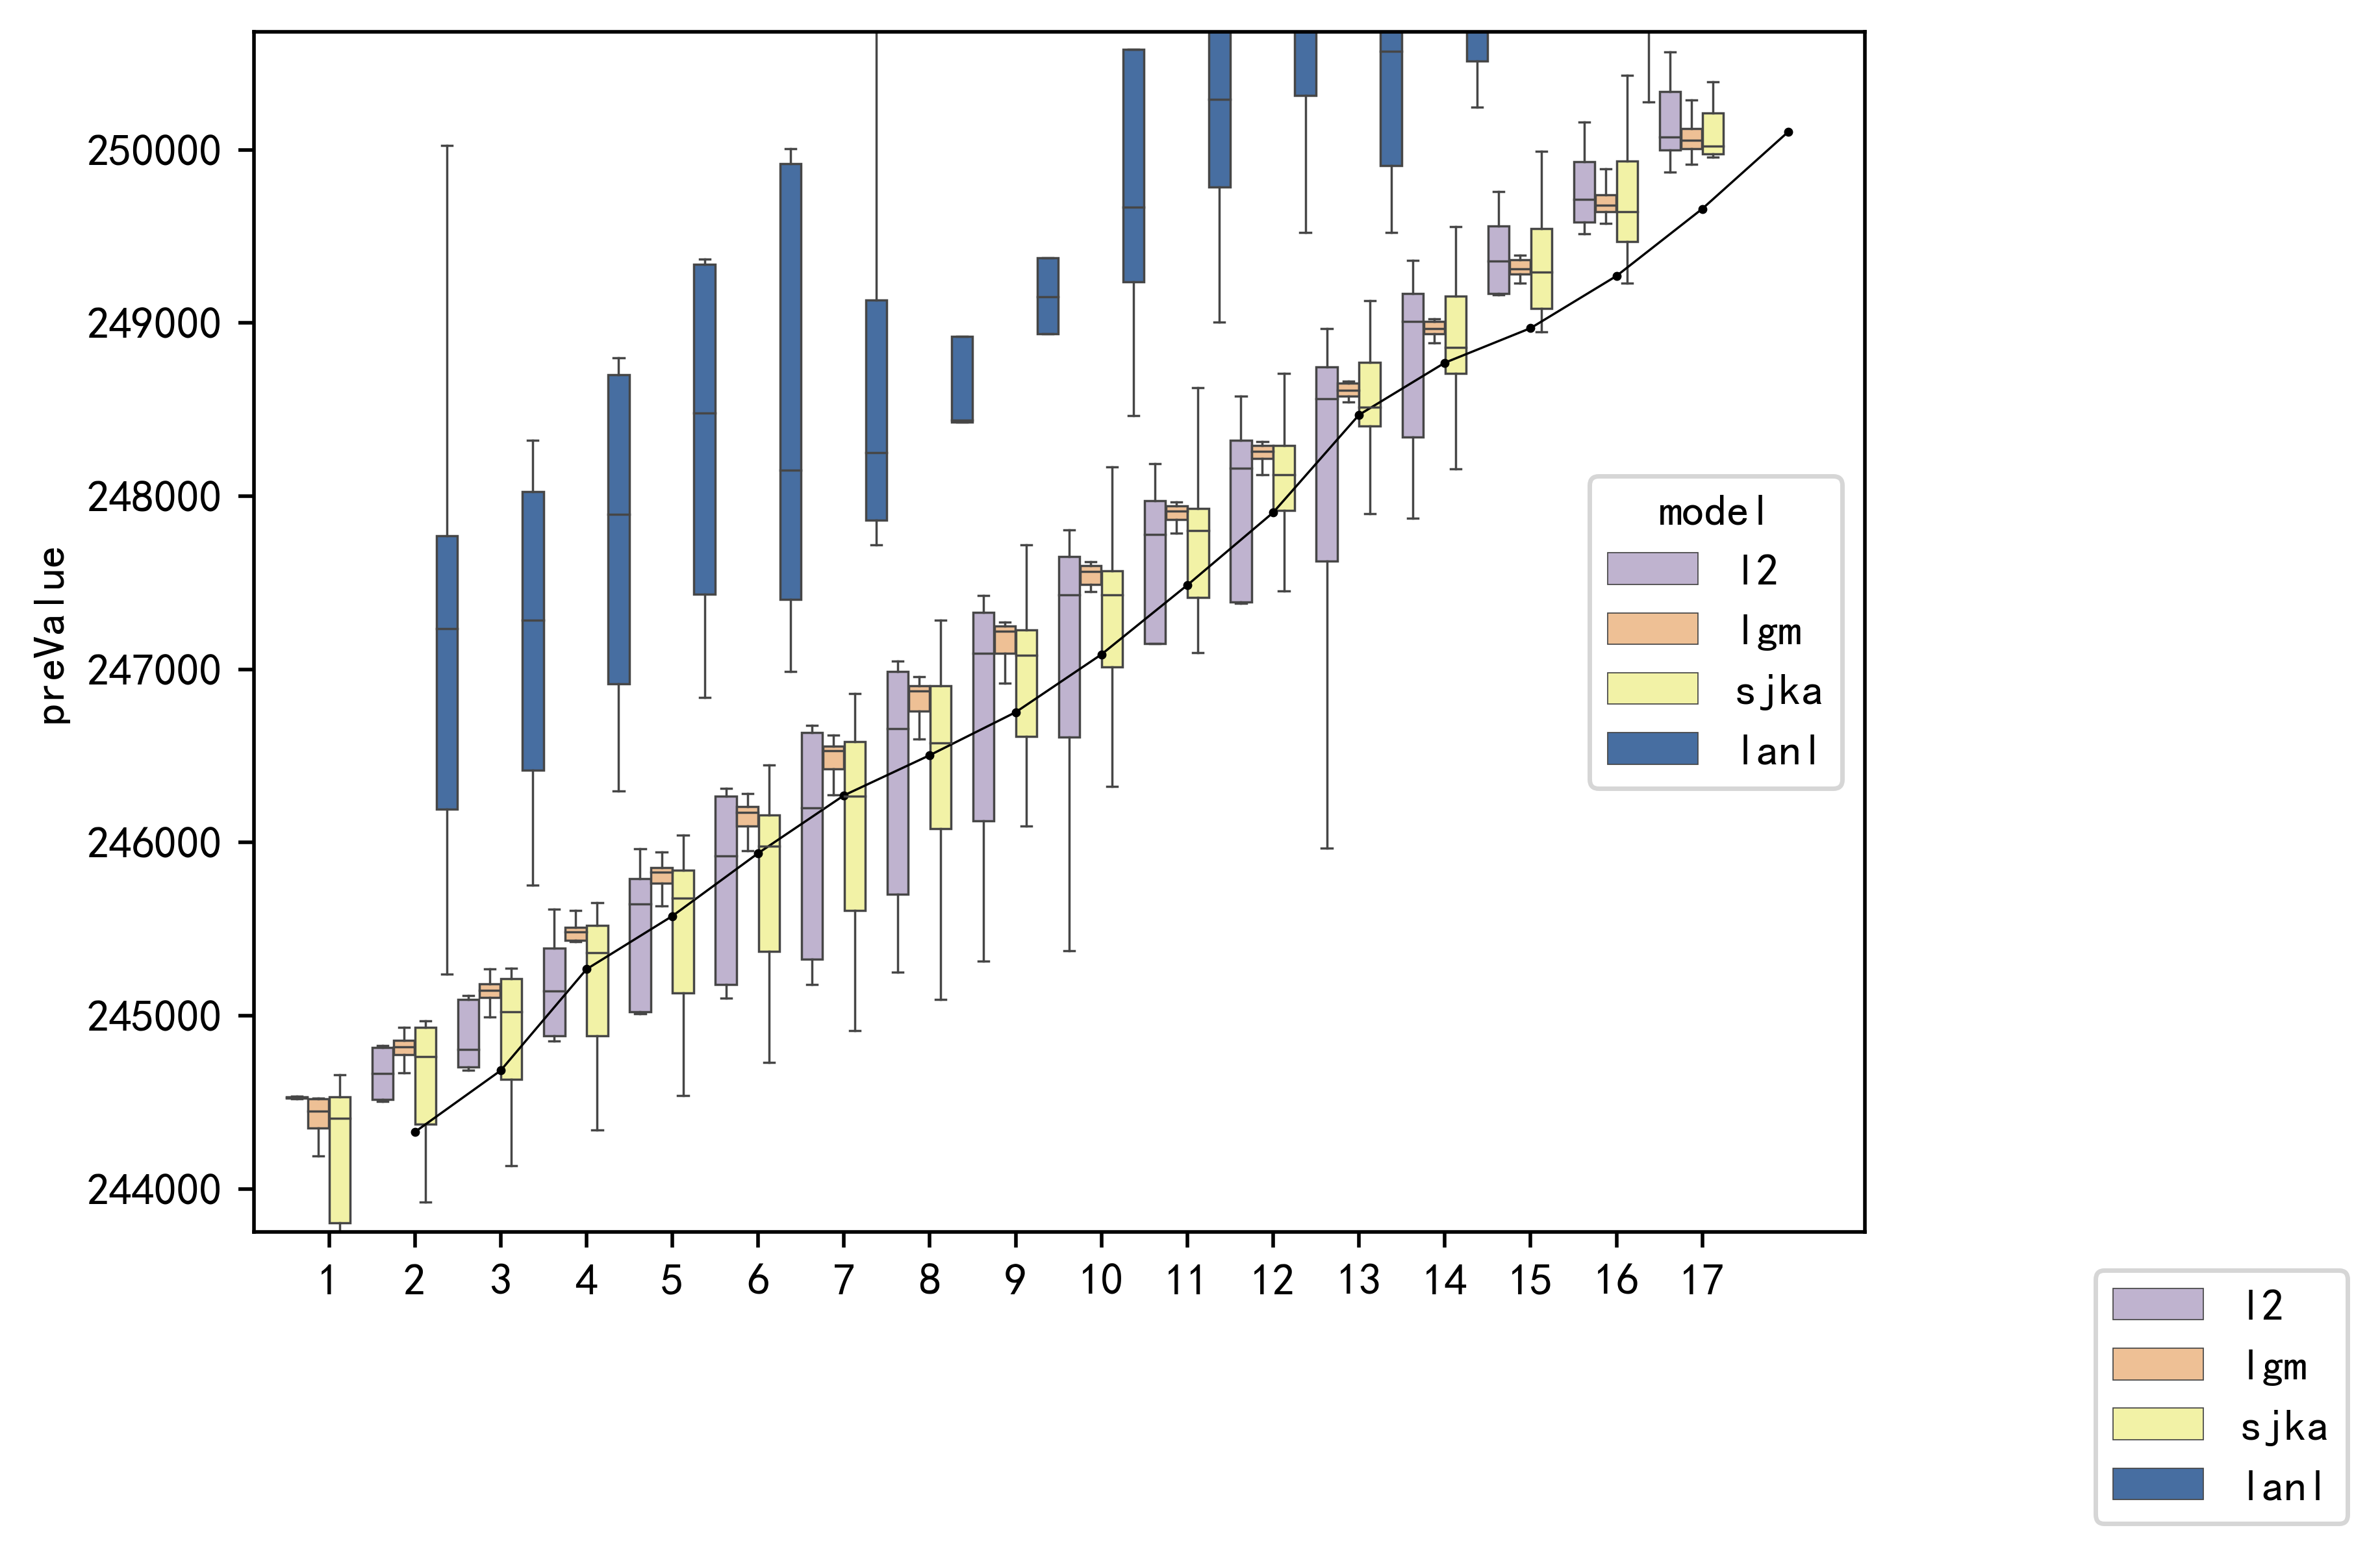 preValue
250000
249000
248000
247000
246000
245000
244000
1 2 3 4 5 6 7 8 9 10 11 12 13 14 15 16 17
model
l2
lgm
sjka
lanl
l2
lgm
sjka
lanl